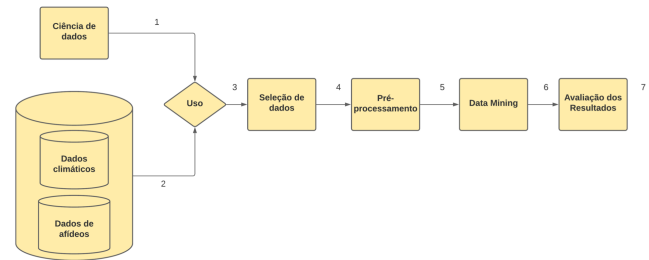 Ciência de
dados
1
Uso
3
Seleção de
dados
4
Pré-
processamento
5
Data Mining
6
Avaliação dos
Resultados
7
Dados
climáticos
2
Dados de
afídeos